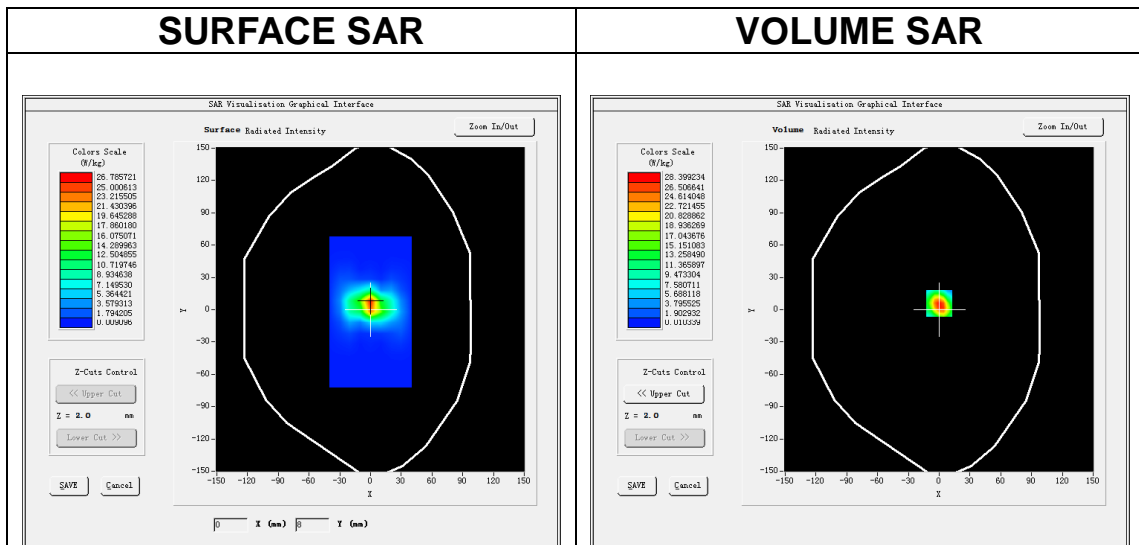 SURFACE SAR
VOLUME SAR
SAR Visualisation Graphical Interface
Surface Radiated Intensity
Zoom In/Out
Colors Scale
(W/kg)
26.785721
25.000613
23.215505
21.430396
19.645288
17.860180
16.075071
14.289963
12.504855
10.719746
8.934638
7.149530
5.364421
3.579313
1.794205
0.009096
Z-Cuts Control
<< Upper Cut
Z = 2.0 mm
Lower Cut >>
SAVE Cancel
150
120
90
60
30
0
-30
-60
-90
-120
-150
Y
-150 -120 -90 -60 -30 0 30 60 90 120 150
X
0 X (mm) 8 Y (mm)
SAR Visualisation Graphical Interface
Volume Radiated Intensity
Zoom In/Out
Colors Scale
(W/kg)
28.399234
26.506641
24.614048
22.721455
20.828862
18.936269
17.043676
15.151083
13.258490
11.365897
9.473304
7.580711
5.688118
3.795525
1.902932
0.010339
Z-Cuts Control
<< Upper Cut
Z = 2.0 mm
Lower Cut >>
SAVE Cancel
150
120
90
60
30
0
-30
-60
-90
-120
-150
Y
-150 -120 -90 -60 -30 0 30 60 90 120 150
X